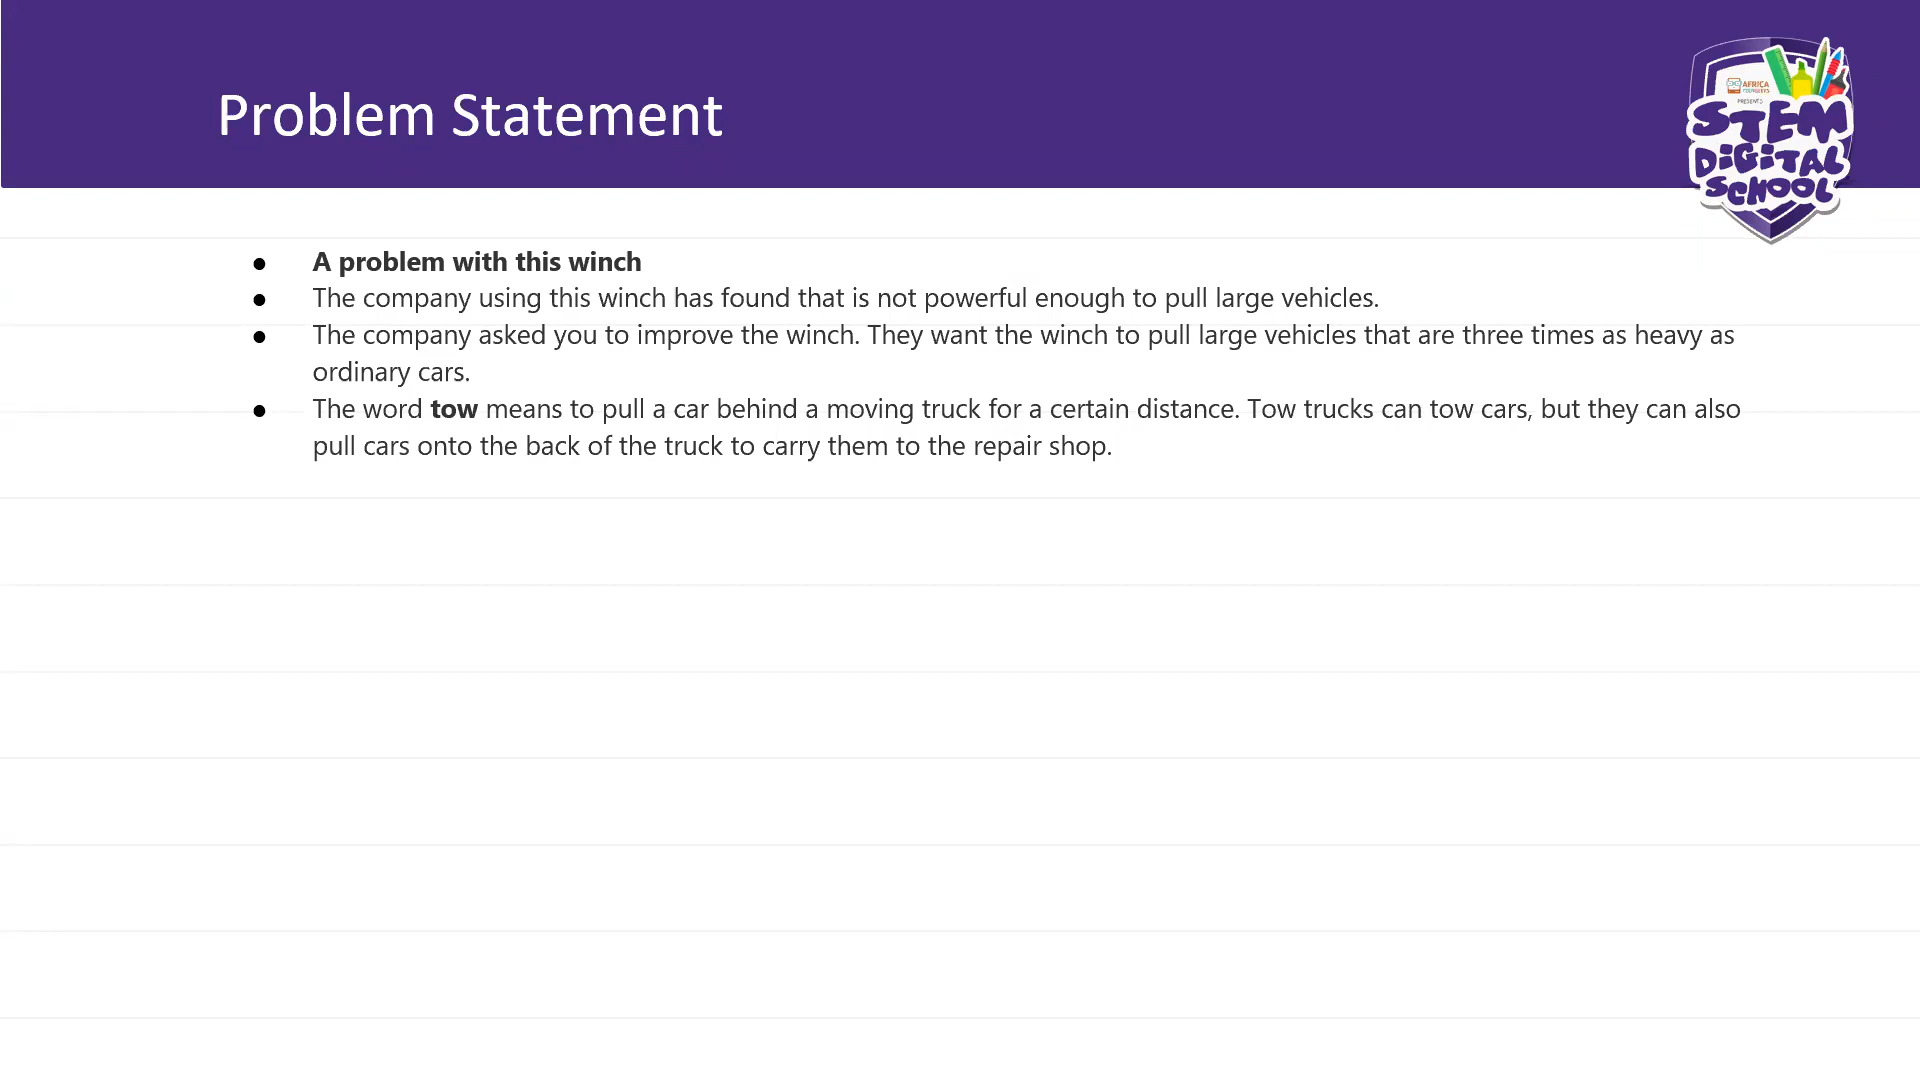 Problem Statement
AFRICA
PRESENTS
STEM
DIGITAL
SCHOOL
● A problem with this winch
● The company using this winch has found that is not powerful enough to pull large vehicles.
● The company asked you to improve the winch. They want the winch to pull large vehicles that are three times as heavy as
ordinary cars.
● The word tow means to pull a car behind a moving truck for a certain distance. Tow trucks can tow cars, but they can also
pull cars onto the back of the truck to carry them to the repair shop.